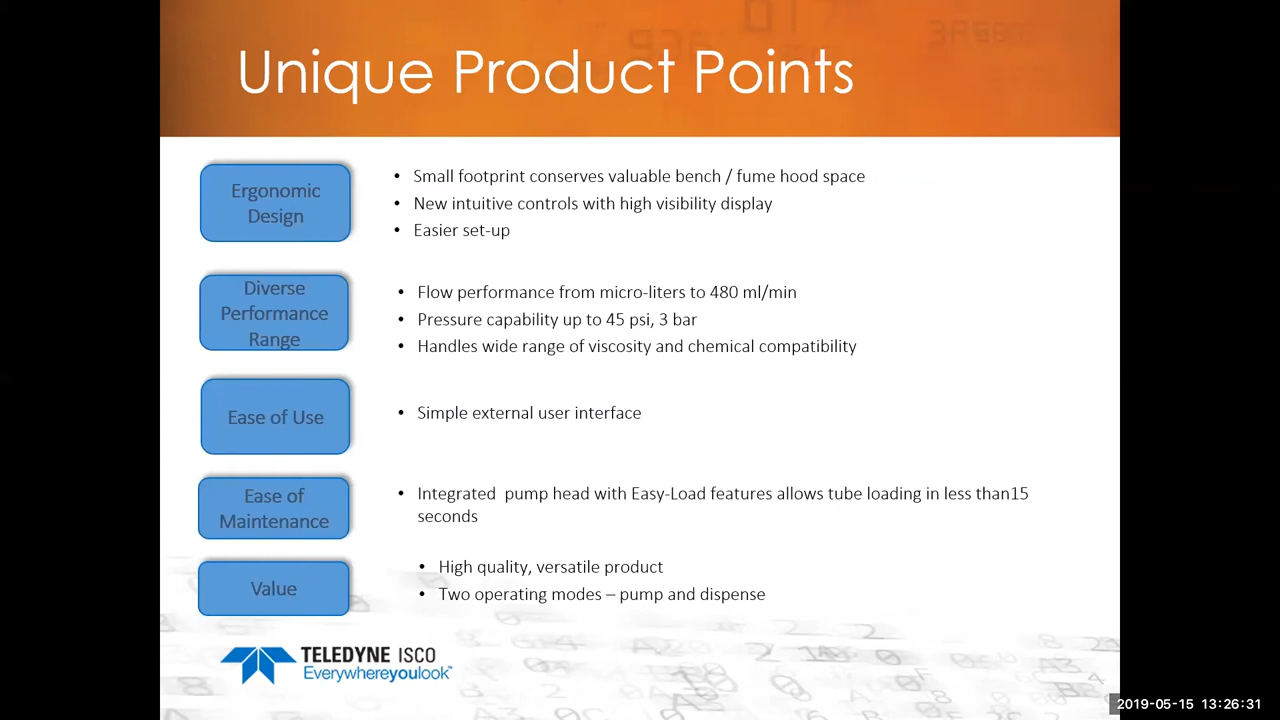 Unique Product Points
Ergonomic
Design
• Small footprint conserves valuable bench / fume hood space
• New intuitive controls with high visibility display
• Easier set-up
Diverse
Performance
Range
• Flow performance from micro-liters to 480 ml/min
• Pressure capability up to 45 psi, 3 bar
• Handles wide range of viscosity and chemical compatibility
Ease of Use
• Simple external user interface
Ease of
Maintenance
• Integrated  pump head with Easy-Load features allows tube loading in less than15
seconds
Value
• High quality, versatile product
• Two operating modes – pump and dispense
TELEDYNE ISCO
Everywhereyoulook™
2019-05-15 13:26:31